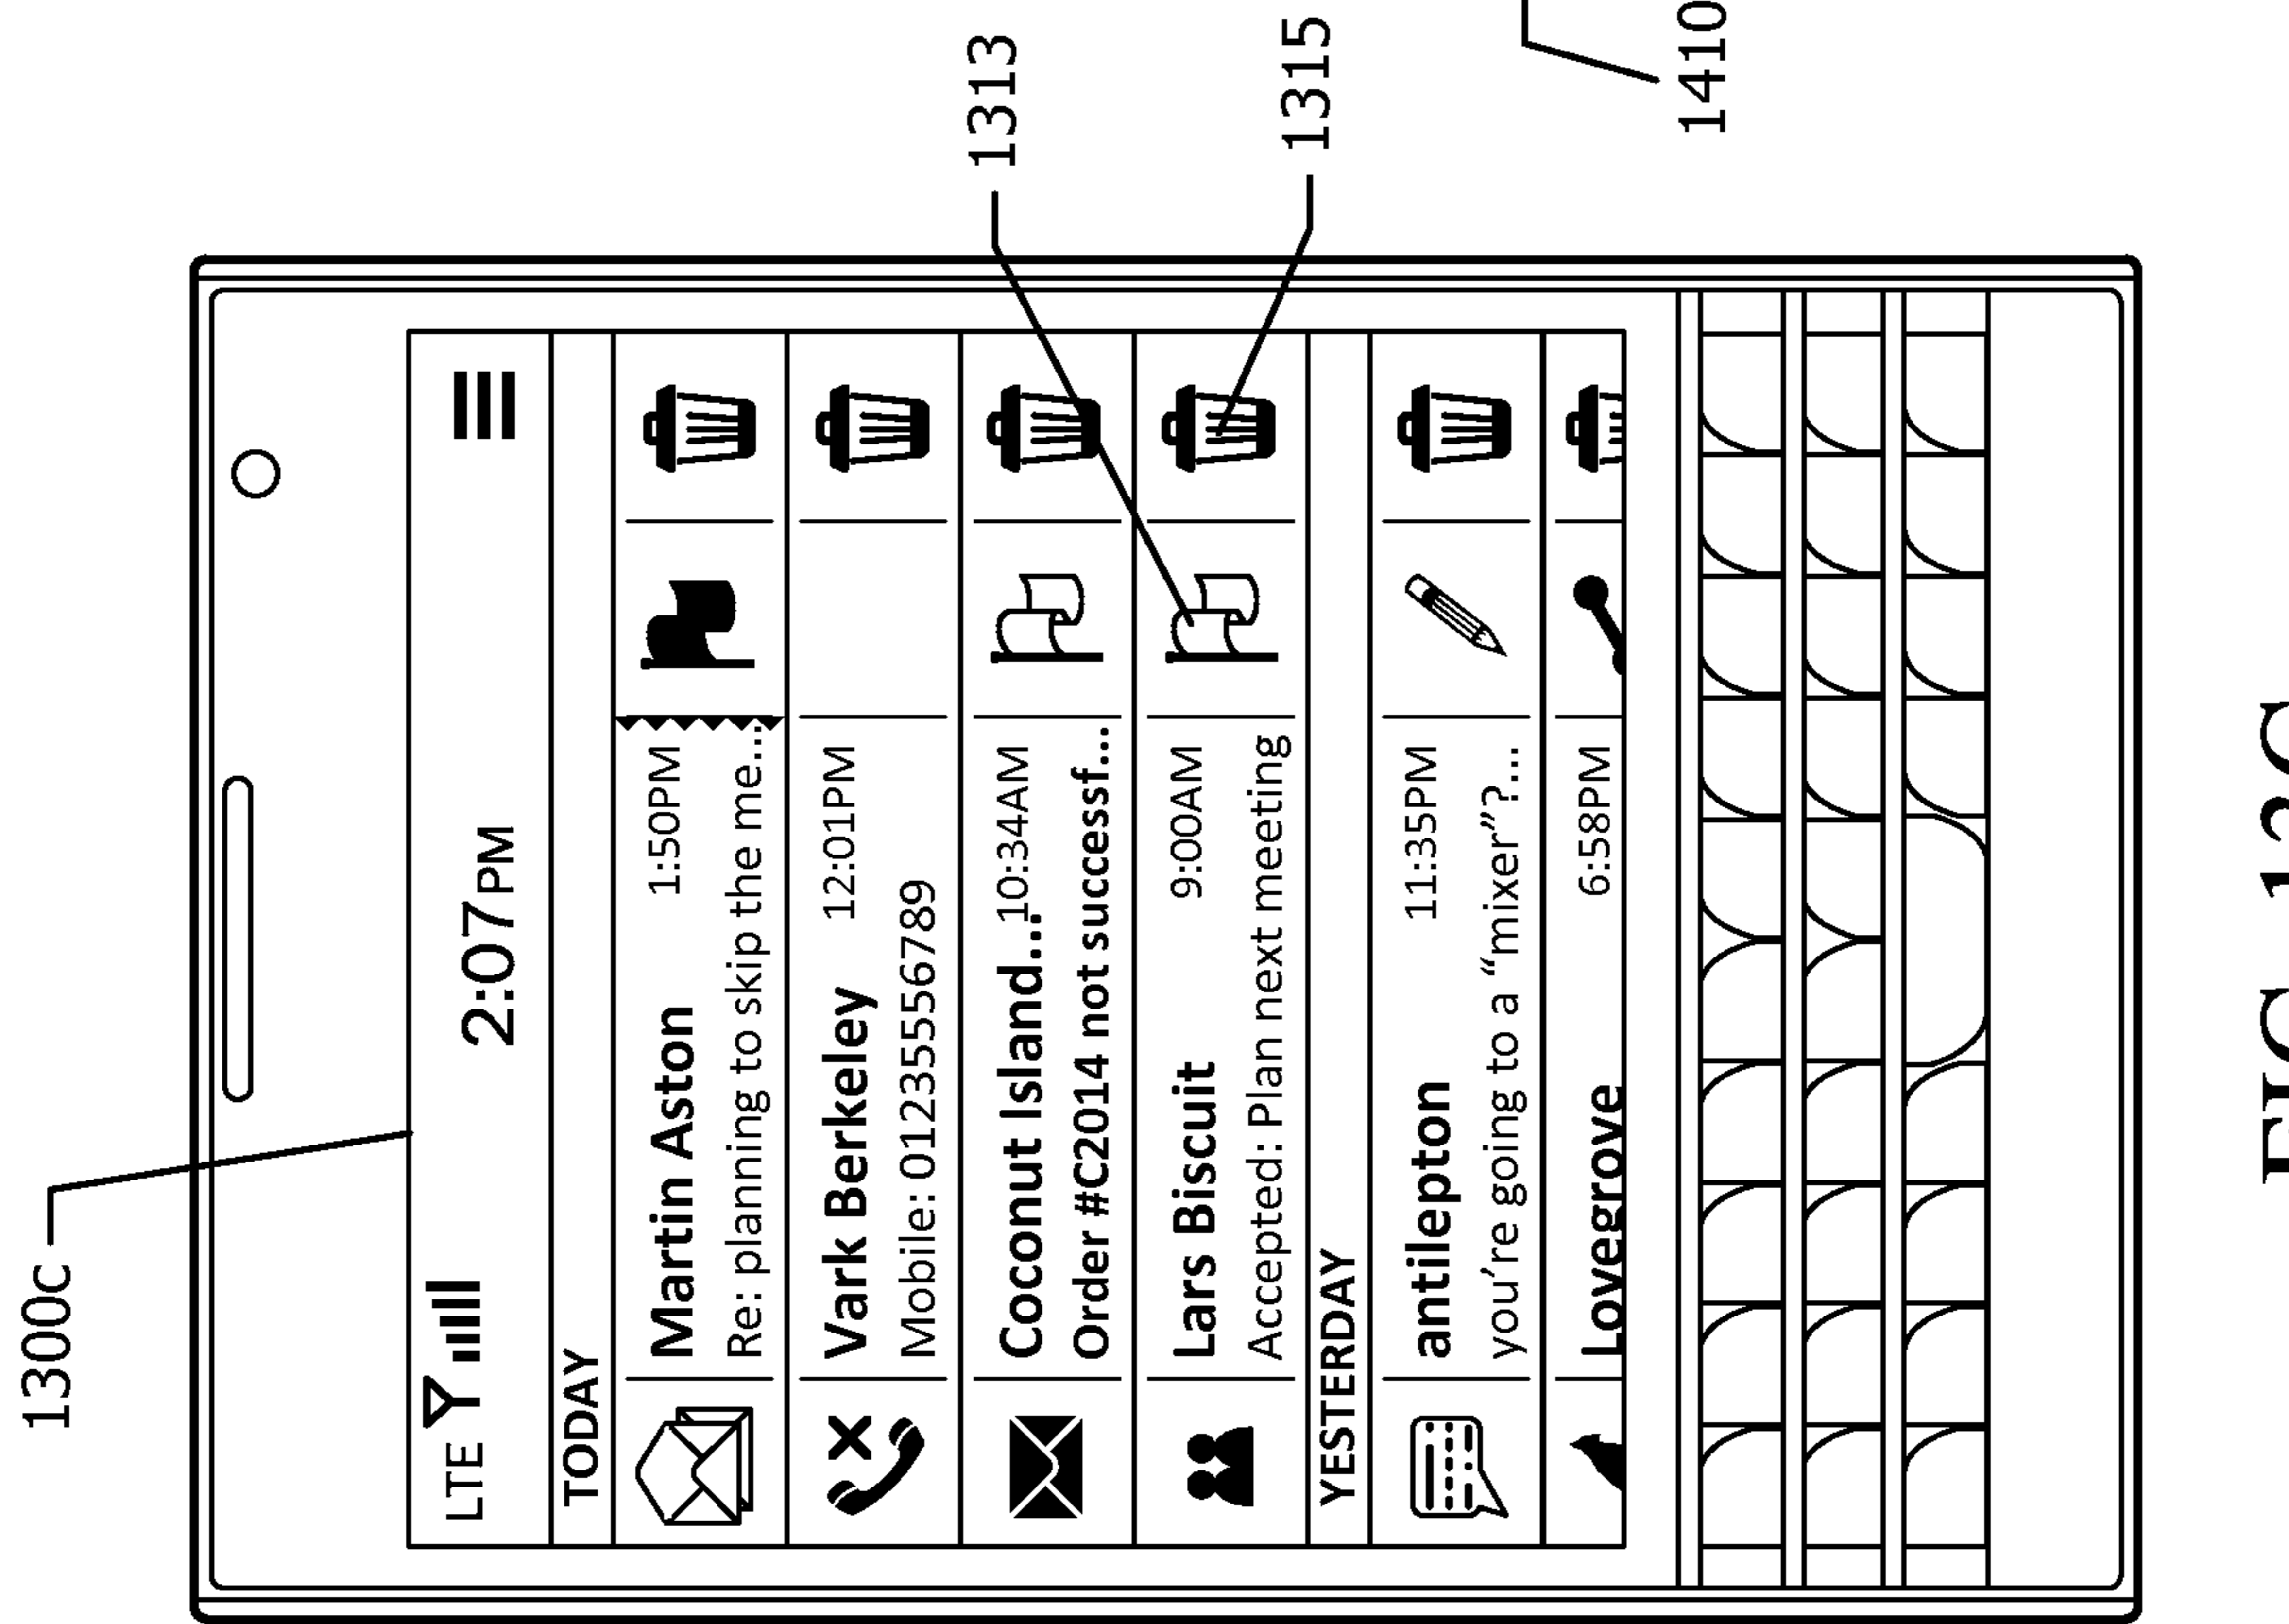 1300c
LTE 2:07PM
TODAY
Martin Aston 1:50PM
Re: planning to skip the me...
Vark Berkeley 12:01PM
Mobile: 01235556789
Coconut Island... 10:34AM
Order #C2014 not successf...
1313
Lars Biscuit 9:00AM
Accepted: Plan next meeting
1315
YESTERDAY
antilepton 11:35PM
you’re going to a “mixer”?...
Lovegrove 6:58PM
1410